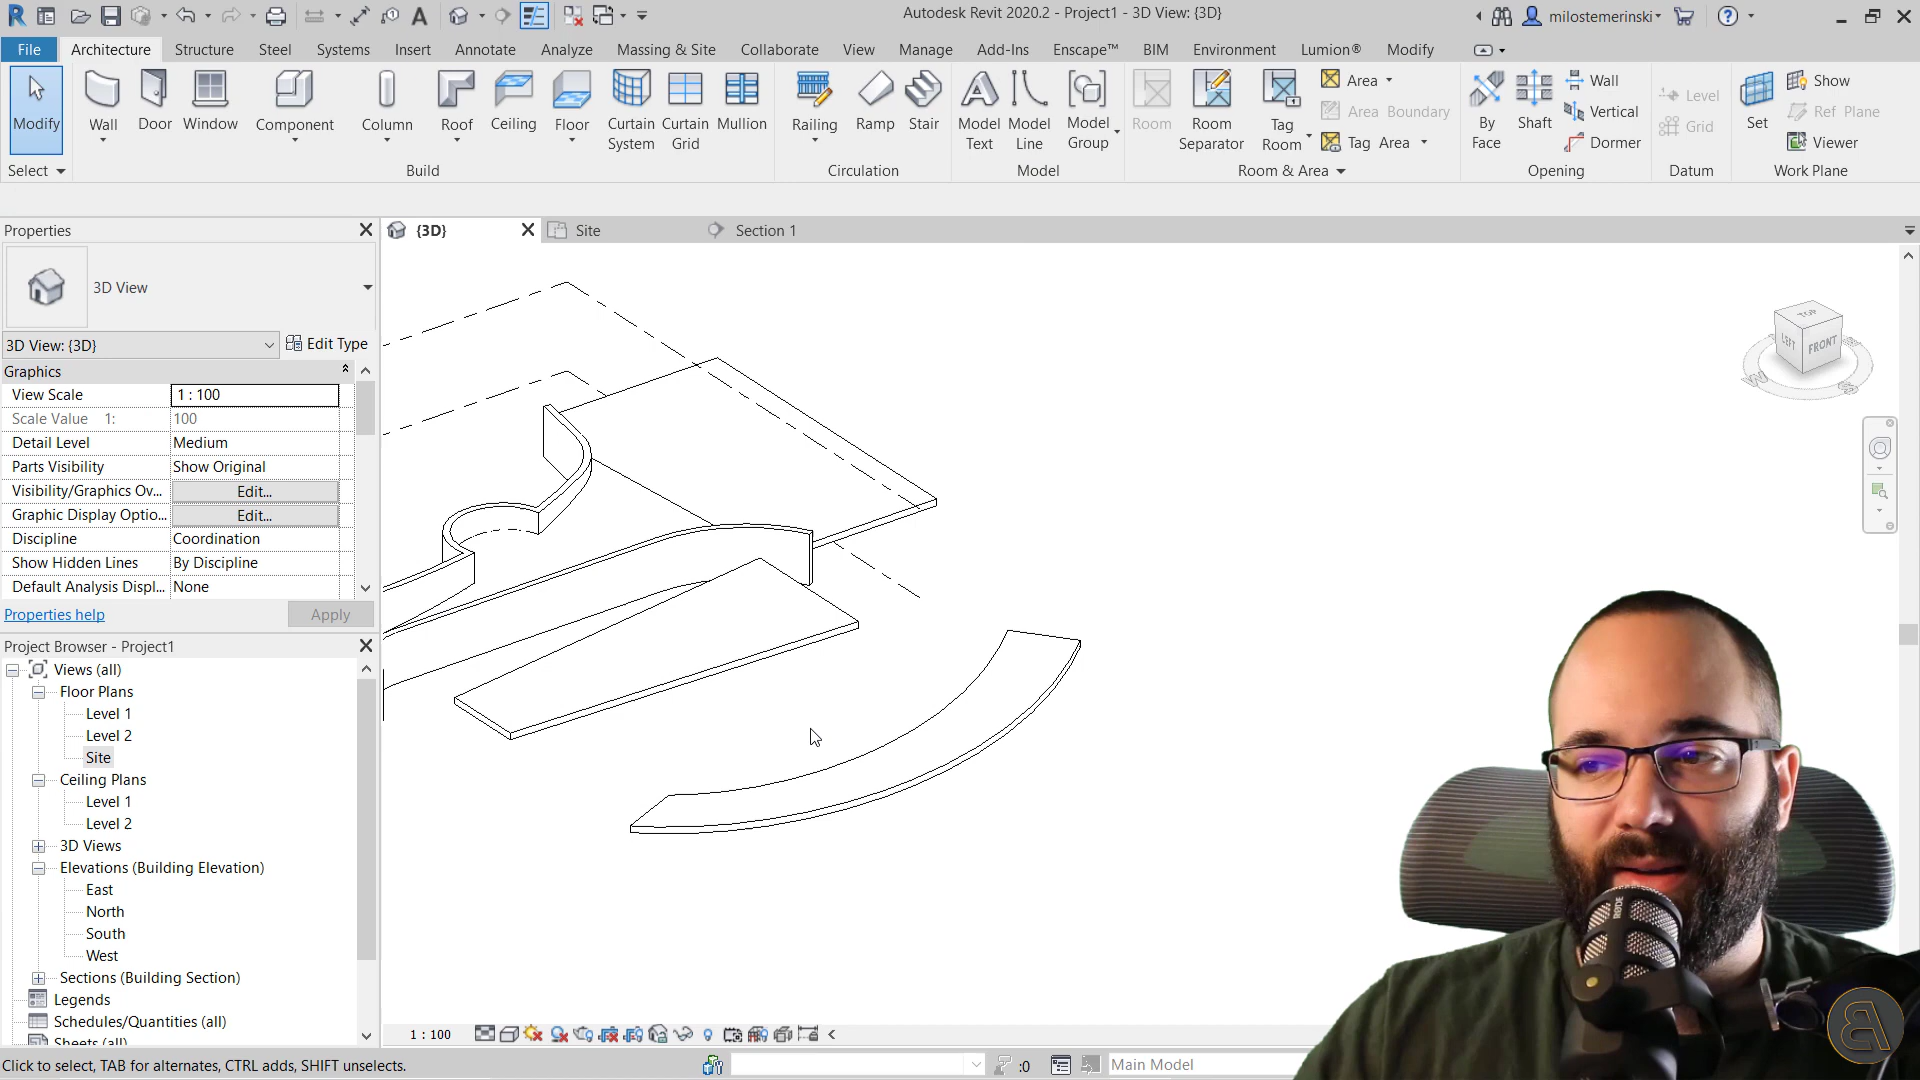 Autodesk Revit 2020.2 - Project1 - 3D View: {3D}
milostemerinski
File Architecture Structure Steel Systems Insert Annotate Analyze Massing & Site Collaborate View Manage Add-Ins Enscape™ BIM Environment Lumion® Modify
Modify
Wall
Door
Window
Component
Column
Roof
Ceiling
Floor
Curtain System
Curtain Grid
Mullion
Railing
Ramp
Stair
Model Text
Model Line
Model Group
Room
Room Separator
Tag Room
Area
Area Boundary
Tag Area
By Face
Shaft
Wall
Vertical
Dormer
Level
Grid
Set
Show
Ref Plane
Viewer
Select
Build
Circulation
Model
Room & Area
Opening
Datum
Work Plane
Properties
{3D}
Site
Section 1
3D View
3D View: {3D}
Edit Type
Graphics
View Scale 1 : 100
Scale Value 1: 100
Detail Level Medium
Parts Visibility Show Original
Visibility/Graphics Ov... Edit...
Graphic Display Optio... Edit...
Discipline Coordination
Show Hidden Lines By Discipline
Default Analysis Displ... None
Properties help
Apply
Project Browser - Project1
Views (all)
Floor Plans
Level 1
Level 2
Site
Ceiling Plans
Level 1
Level 2
3D Views
Elevations (Building Elevation)
East
North
South
West
Sections (Building Section)
Legends
Schedules/Quantities (all)
Sheets (all)
TOP
LEFT
FRONT
W
S
RØDE
1 : 100
Click to select, TAB for alternates, CTRL adds, SHIFT unselects.
:0
Main Model